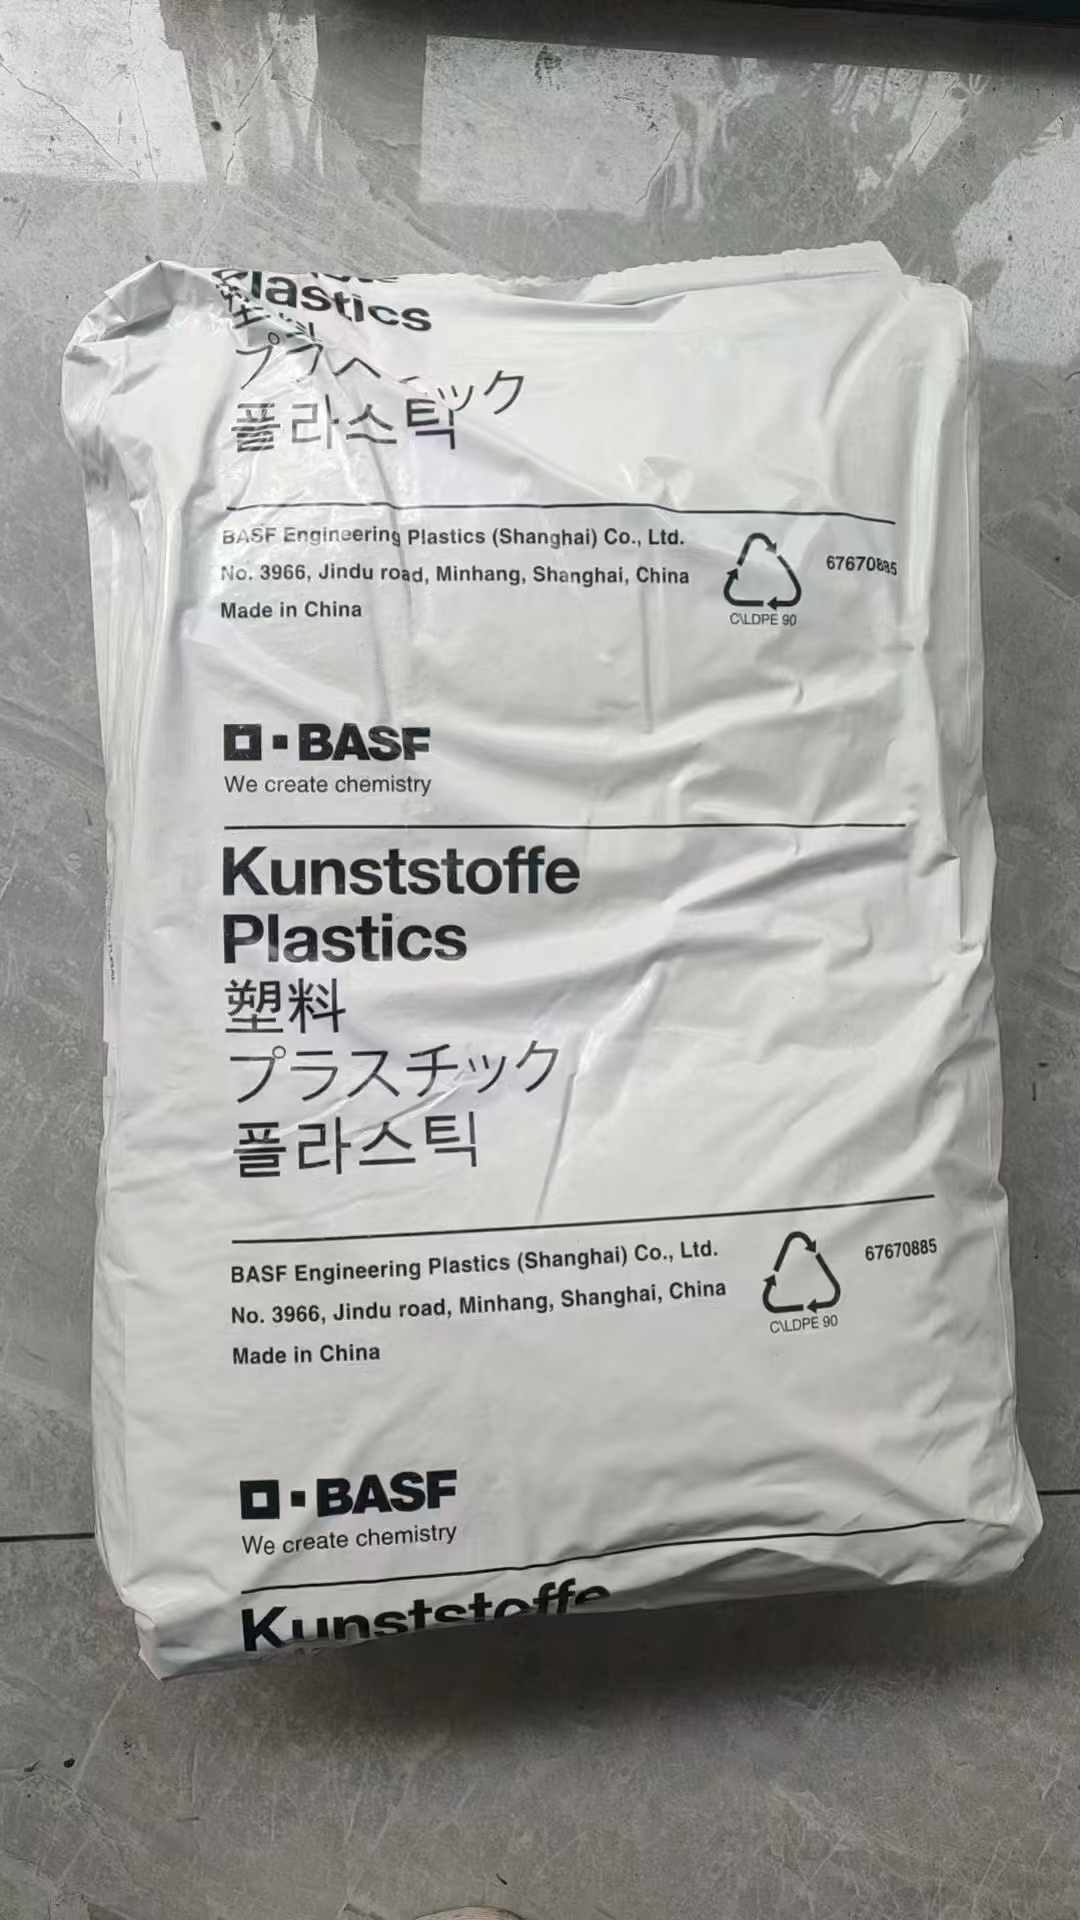 Plastics
플라스틱
BASF Engineering Plastics (Shanghai) Co., Ltd.
No. 3966, Jindu road, Minhang, Shanghai, China
Made in China
C\LDPE 90
67670885
BASF
We create chemistry
Kunststoffe
Plastics
塑料
プラスチック
플라스틱
BASF Engineering Plastics (Shanghai) Co., Ltd.
No. 3966, Jindu road, Minhang, Shanghai, China
Made in China
C\LDPE 90
67670885
BASF
We create chemistry
Kunststoffe